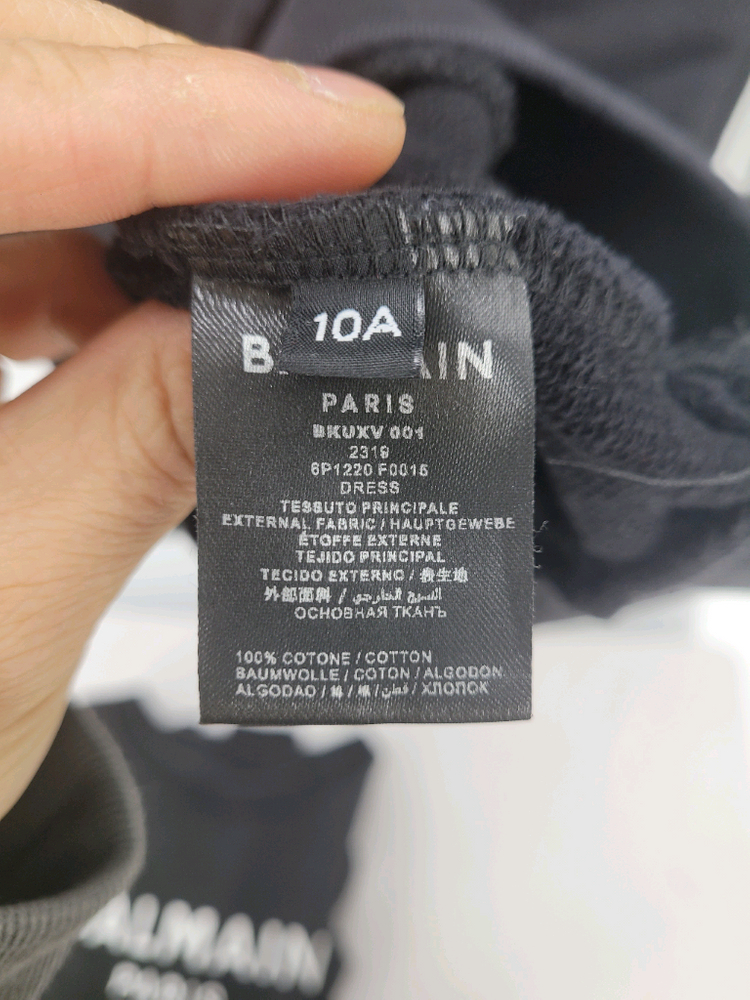 10A
PARIS
BKUXV 001
2319
6P1220 F0015
DRESS
TESSUTO PRINCIPALE
EXTERNAL FABRIC / HAUPTGEWEBE
ÉTOFFE EXTERNE
TEJIDO PRINCIPAL
TECIDO EXTERNO / 表生地
外部面料 / النسيج الخارجي
ОСНОВНАЯ ТКАНЬ
100% COTONE / COTTON
BAUMWOLLE / COTON / ALGODON
ALGODAO / 綿 / 棉 / قطن / ХЛОПОК
BALMAIN
PARIS